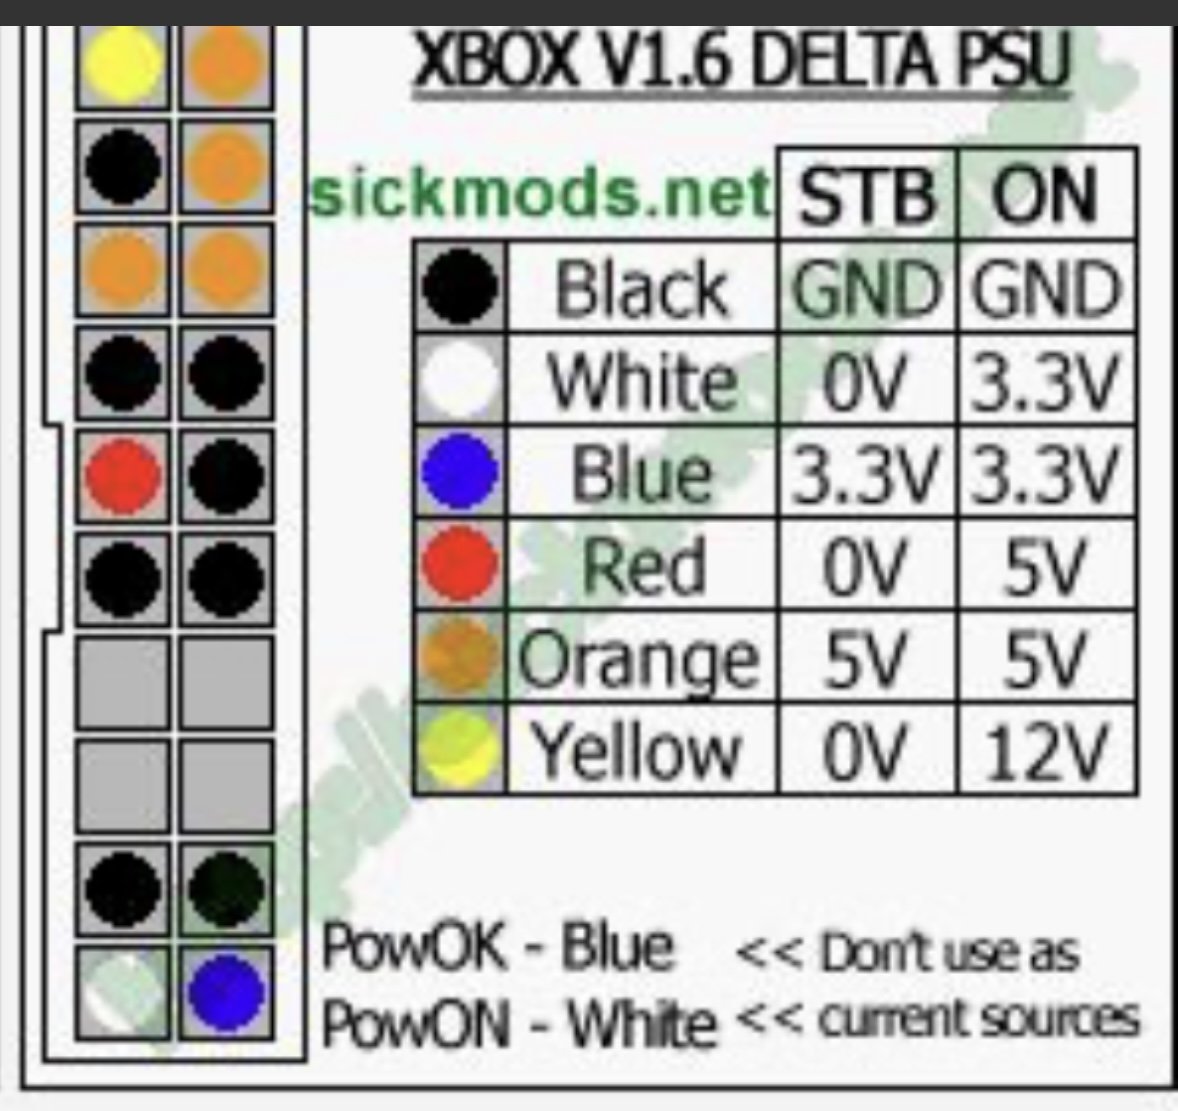 XBOX V1.6 DELTA PSU
sickmods.net STB ON
Black GND GND
White 0V 3.3V
Blue 3.3V 3.3V
Red 0V 5V
Orange 5V 5V
Yellow 0V 12V
PowOK - Blue << Don't use as
PowON - White << current sources